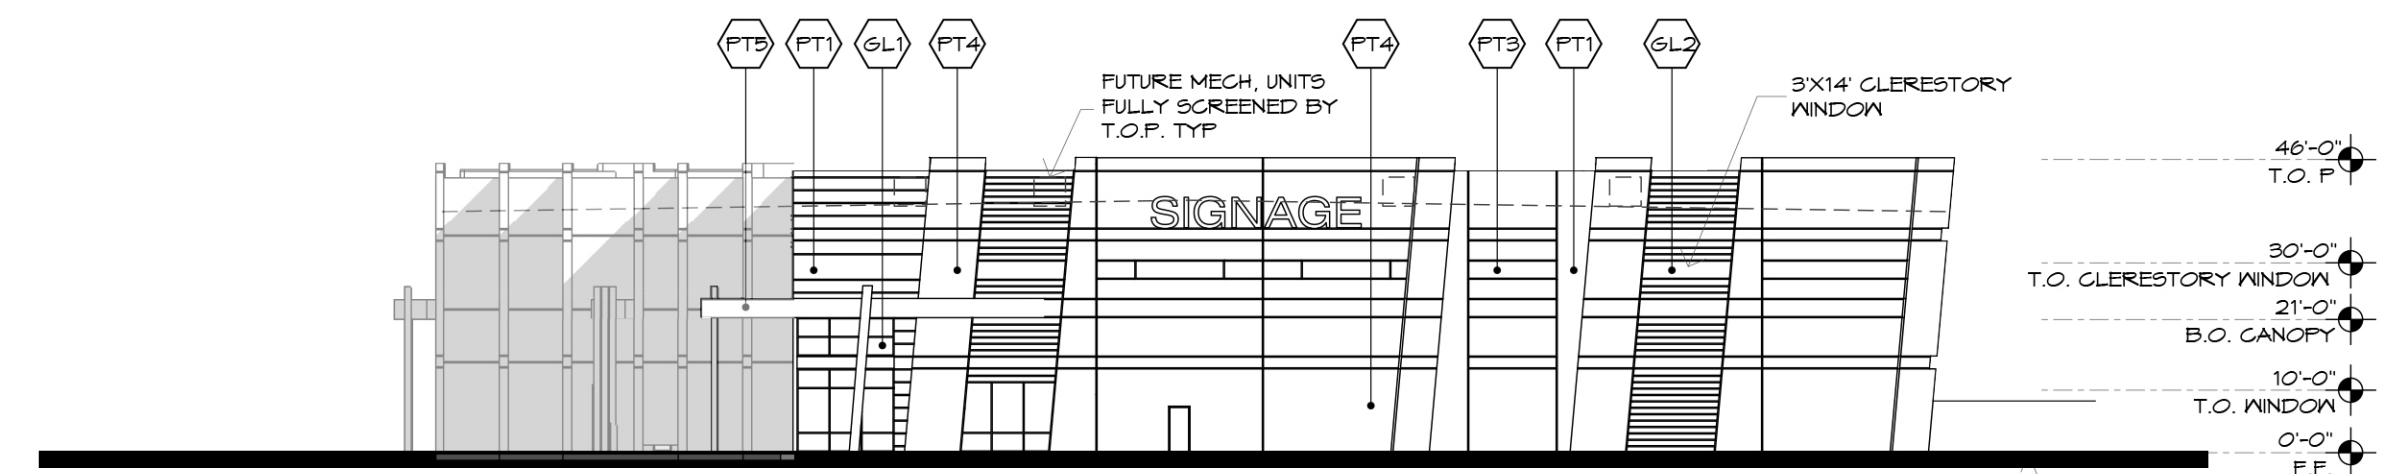 PT5 PT1 GL1 PT4 PT4 PT3 PT1 GL2
FUTURE MECH, UNITS
FULLY SCREENED BY
T.O.P. TYP
3'X14' CLERESTORY
WINDOW
SIGNAGE
46'-0"
T.O. P
30'-0"
T.O. CLERESTORY WINDOW
21'-0"
B.O. CANOPY
10'-0"
T.O. WINDOW
0'-0"
F.F.